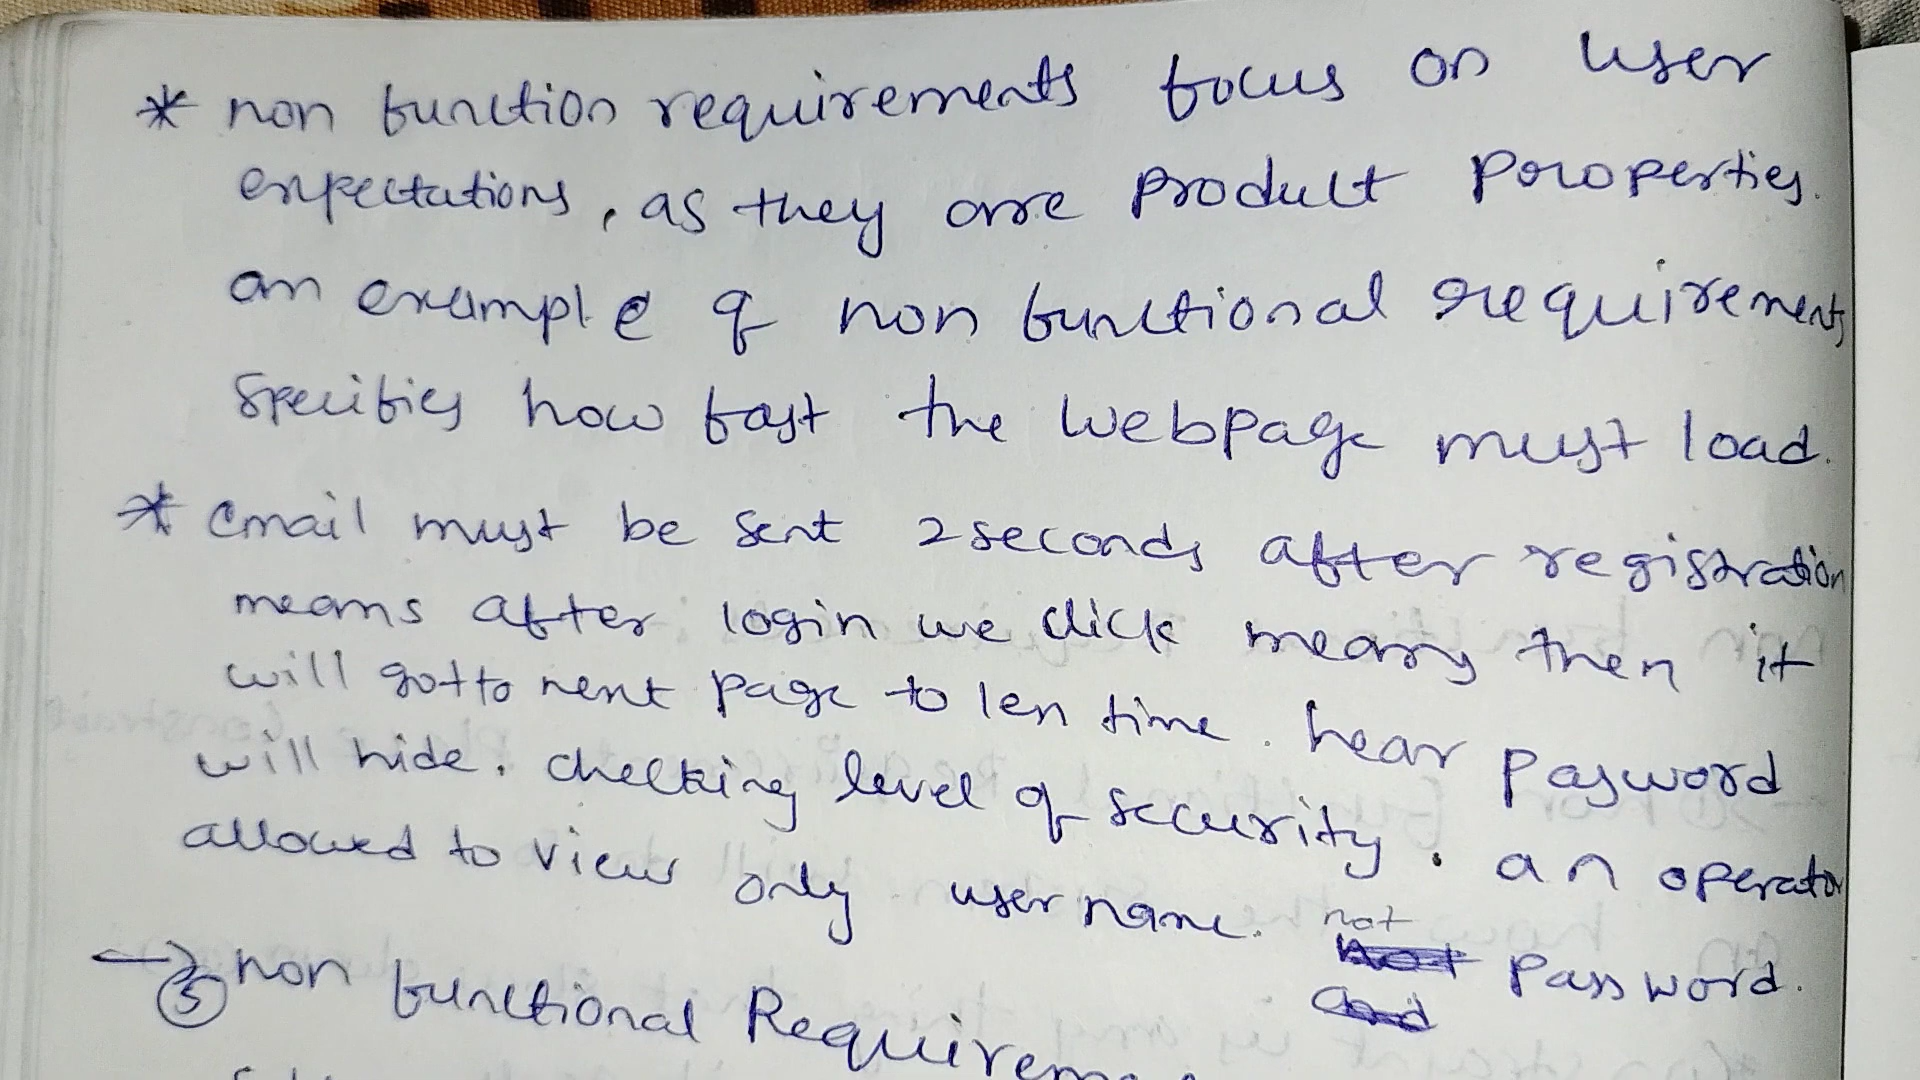 * non function requirements focus on user
expectations, as they are product properties.
an example of non functional requirements
specifies how fast the webpage must load.
* email must be sent 2 seconds after registration
means after login we click means then it
will gotto next page to len time. hear password
will hide. checking level of security. an operator
allowed to view only user name. not password.
→ ⑤ non functional Requirem